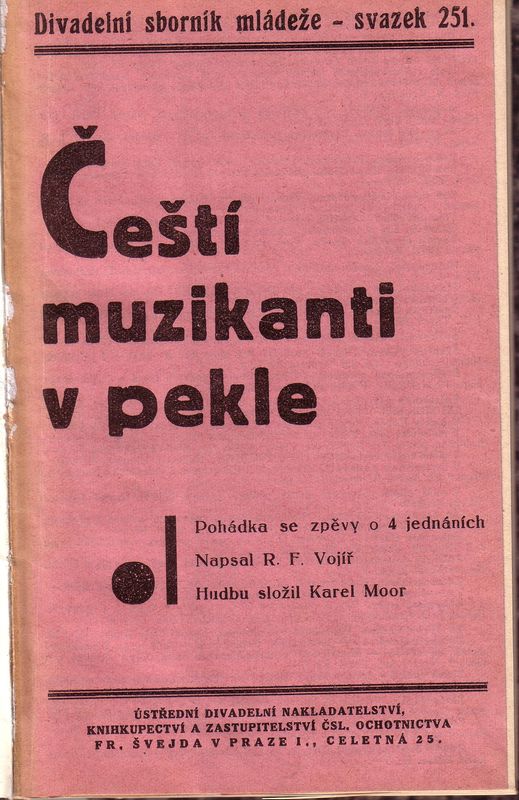 Divadelní sborník mládeže - svazek 251.
Čeští
muzikanti
v pekle
Pohádka se zpěvy o 4 jednáních
Napsal R. F. Vojíř
Hudbu složil Karel Moor
ÚSTŘEDNÍ DIVADELNÍ NAKLADATELSTVÍ,
KNIHKUPECTVÍ A ZASTUPITELSTVÍ ČSL. OCHOTNICTVA
FR. ŠVEJDA V PRAZE I., CELETNÁ 25.